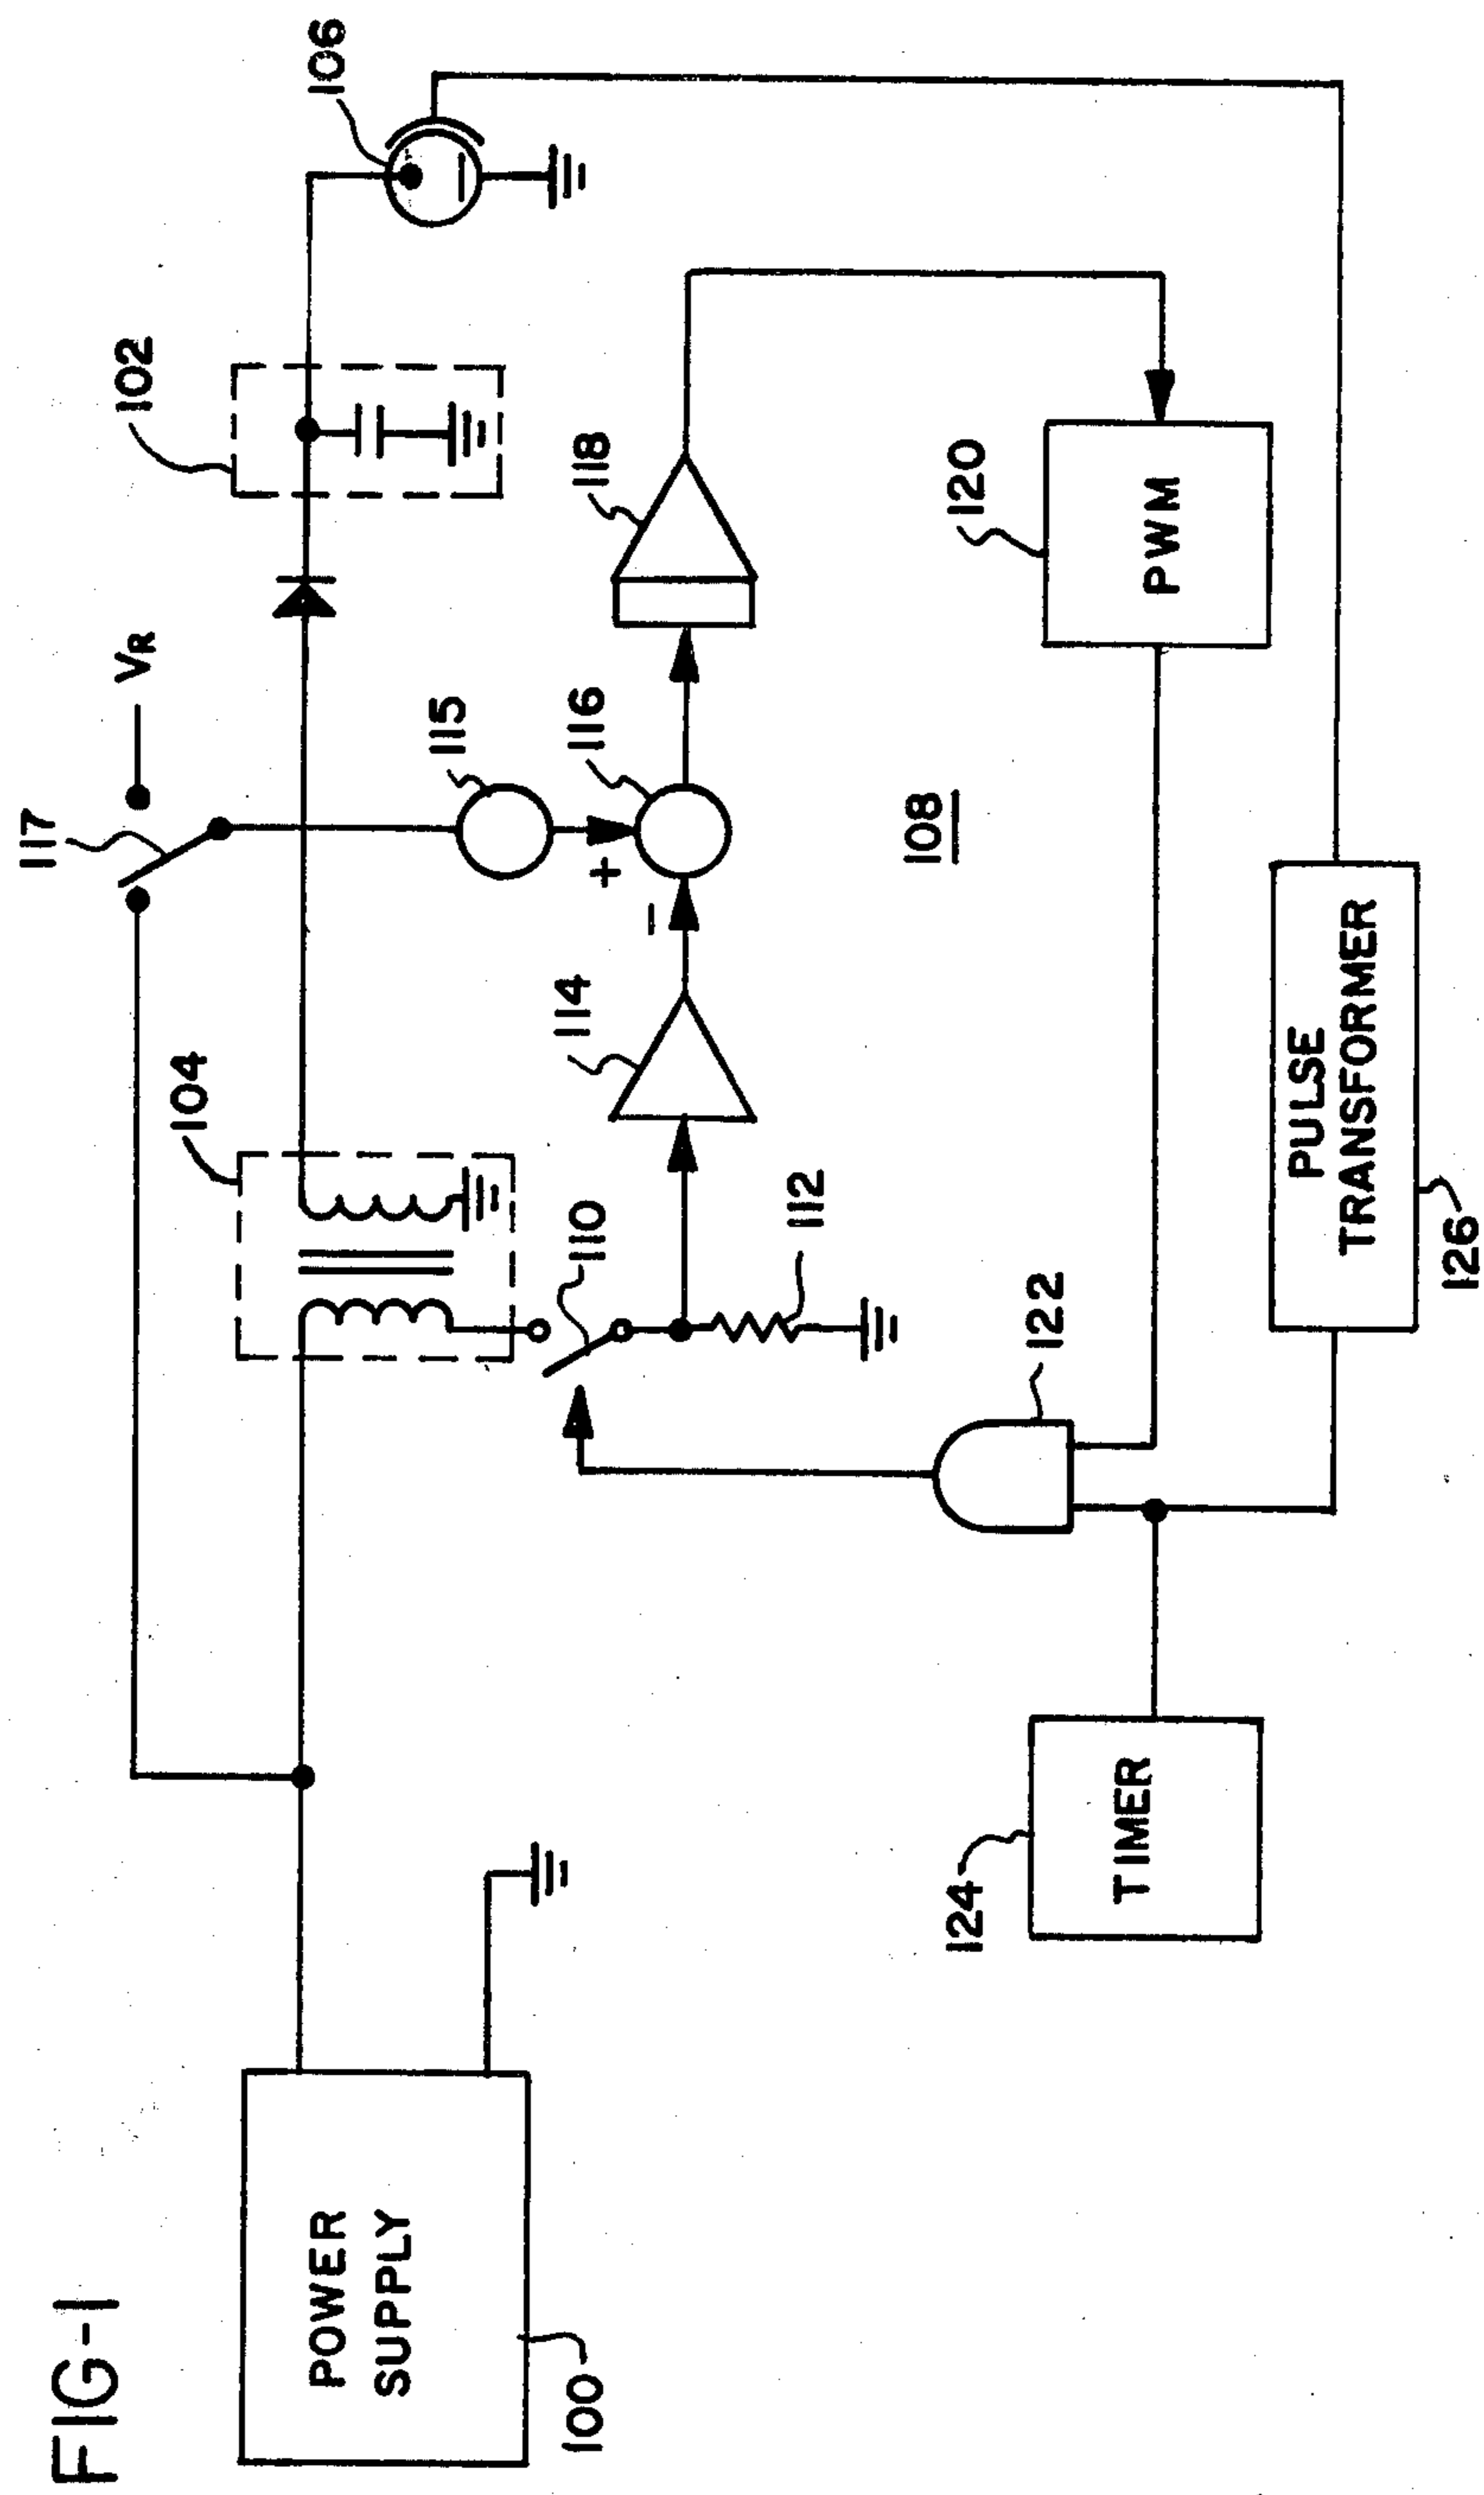 FIG-1
117
VR
102
106
104
115
118
110
114
116
112
108
120
PWM
POWER
SUPPLY
100
122
124
TIMER
PULSE
TRANSFORMER
126
+
−